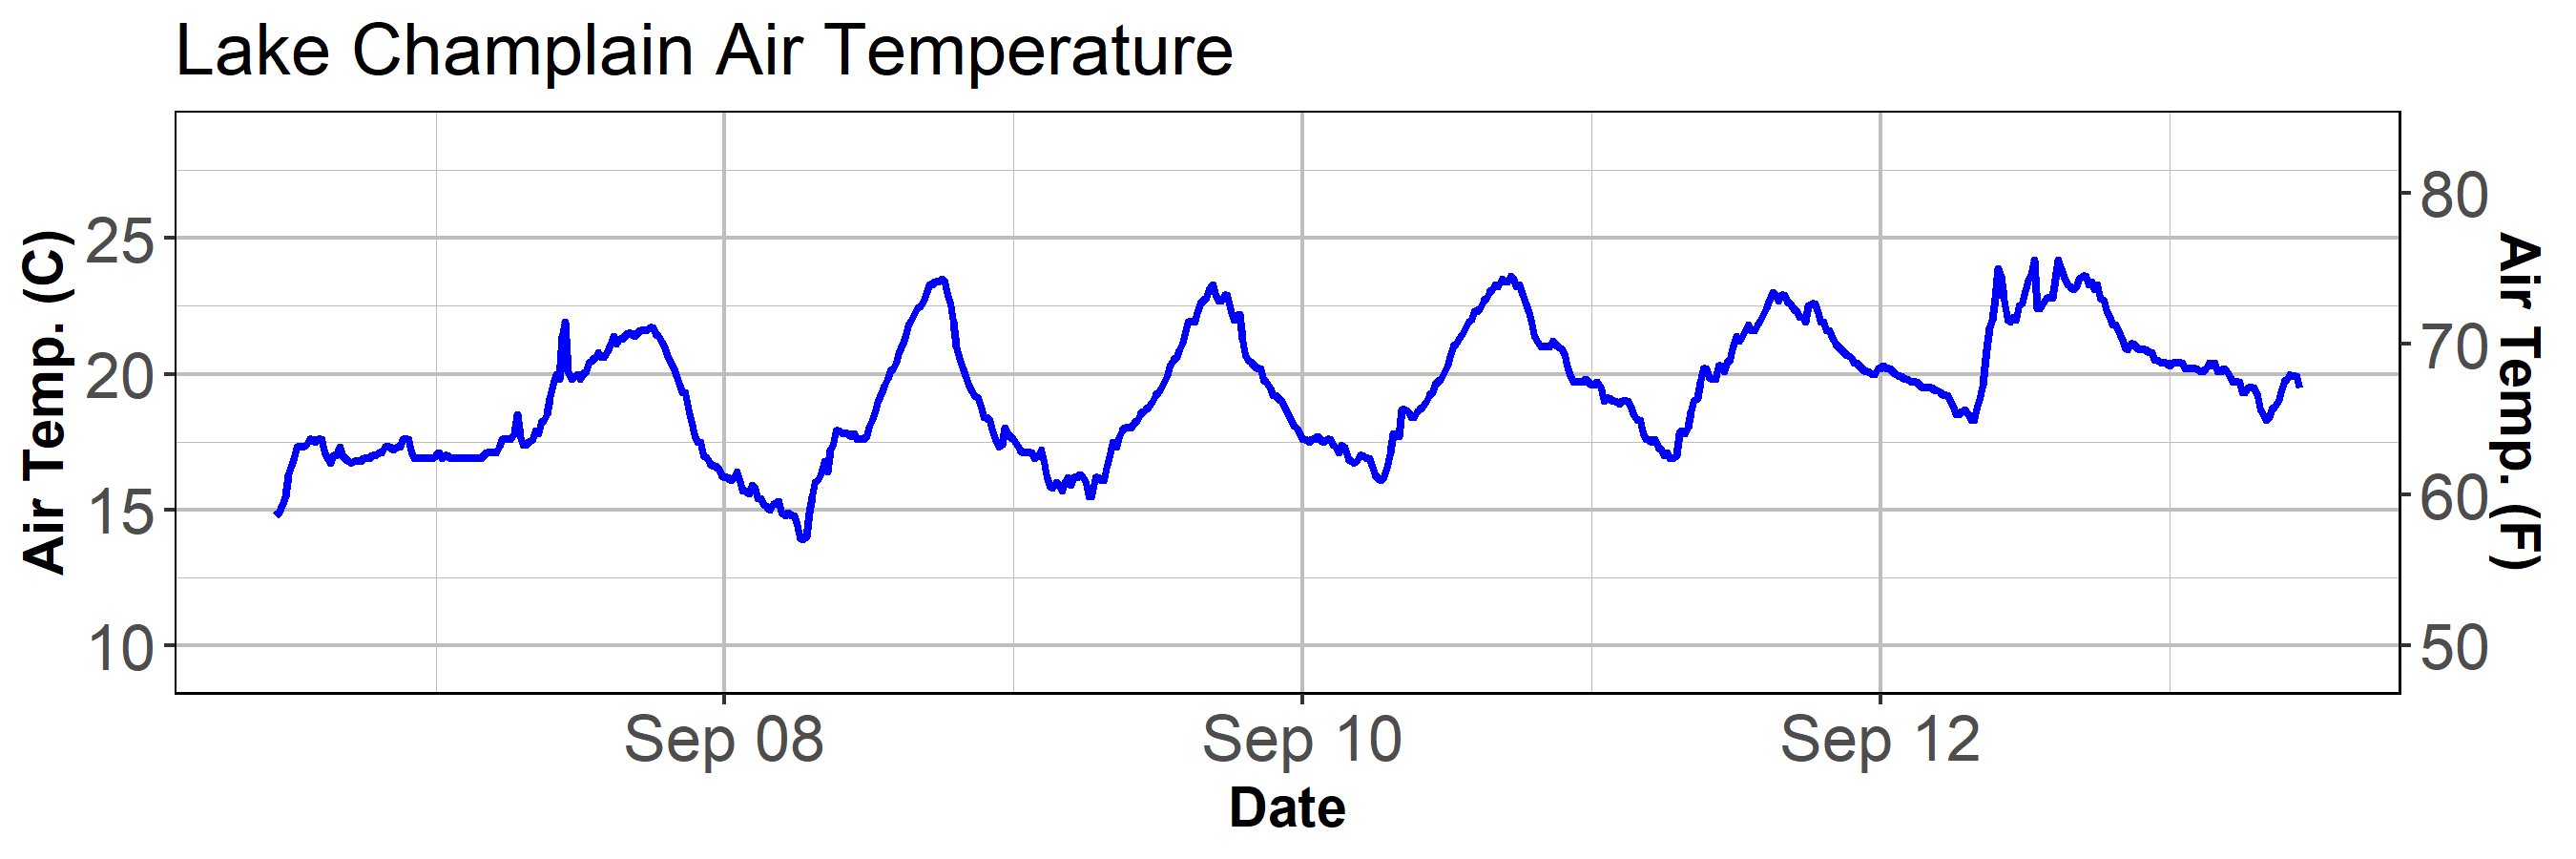 Lake Champlain Air Temperature
Air Temp. (C)
25
20
15
10
80
70
60
50
Air Temp. (F)
Sep 08
Sep 10
Sep 12
Date